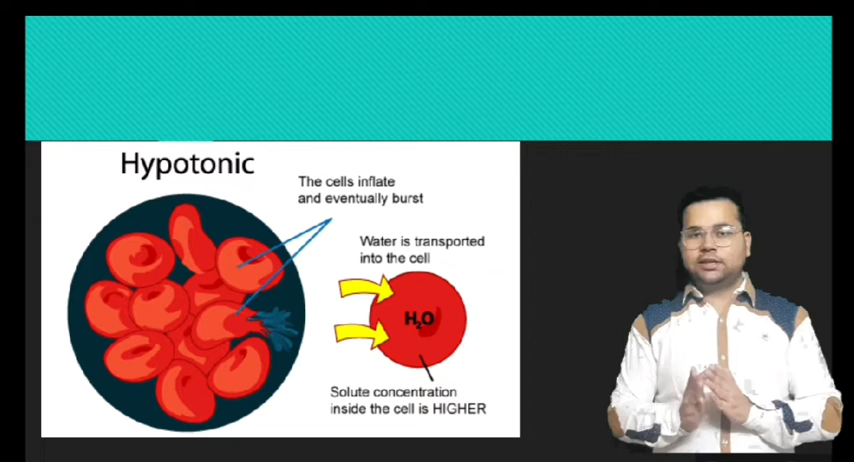 Hypotonic
The cells inflate
and eventually burst
Water is transported
into the cell
H₂O
Solute concentration
inside the cell is HIGHER